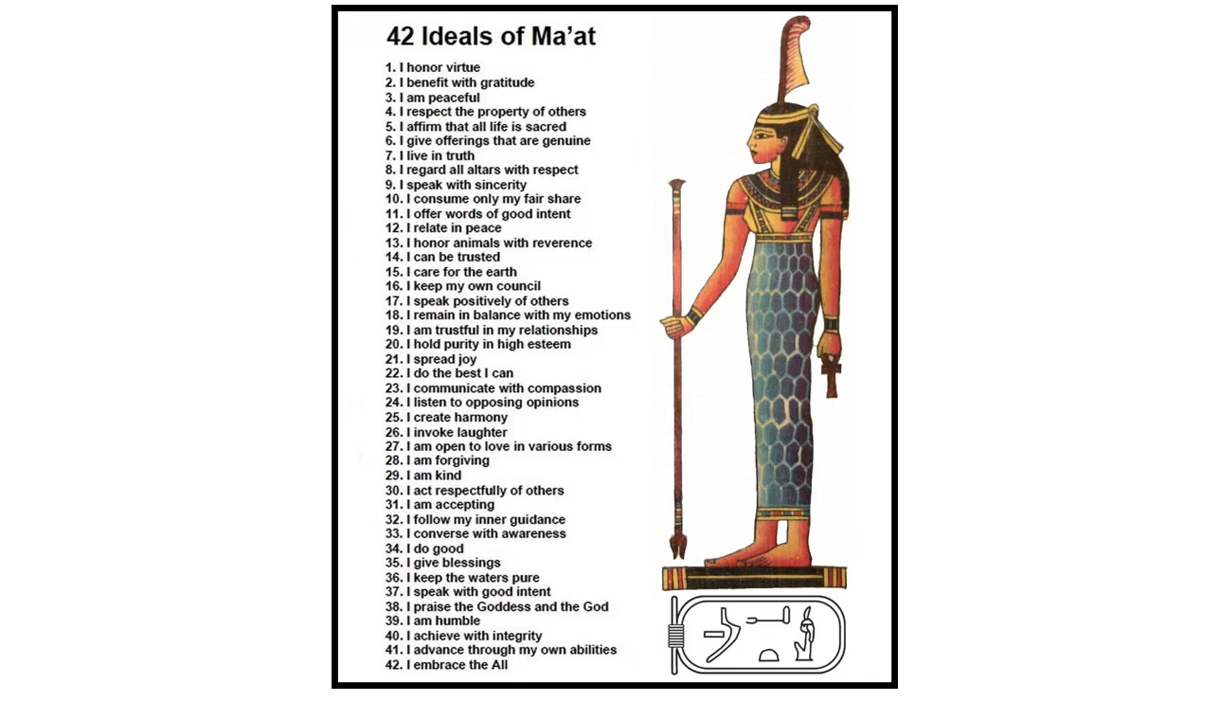 42 Ideals of Ma’at
1. I honor virtue
2. I benefit with gratitude
3. I am peaceful
4. I respect the property of others
5. I affirm that all life is sacred
6. I give offerings that are genuine
7. I live in truth
8. I regard all altars with respect
9. I speak with sincerity
10. I consume only my fair share
11. I offer words of good intent
12. I relate in peace
13. I honor animals with reverence
14. I can be trusted
15. I care for the earth
16. I keep my own council
17. I speak positively of others
18. I remain in balance with my emotions
19. I am trustful in my relationships
20. I hold purity in high esteem
21. I spread joy
22. I do the best I can
23. I communicate with compassion
24. I listen to opposing opinions
25. I create harmony
26. I invoke laughter
27. I am open to love in various forms
28. I am forgiving
29. I am kind
30. I act respectfully of others
31. I am accepting
32. I follow my inner guidance
33. I converse with awareness
34. I do good
35. I give blessings
36. I keep the waters pure
37. I speak with good intent
38. I praise the Goddess and the God
39. I am humble
40. I achieve with integrity
41. I advance through my own abilities
42. I embrace the All